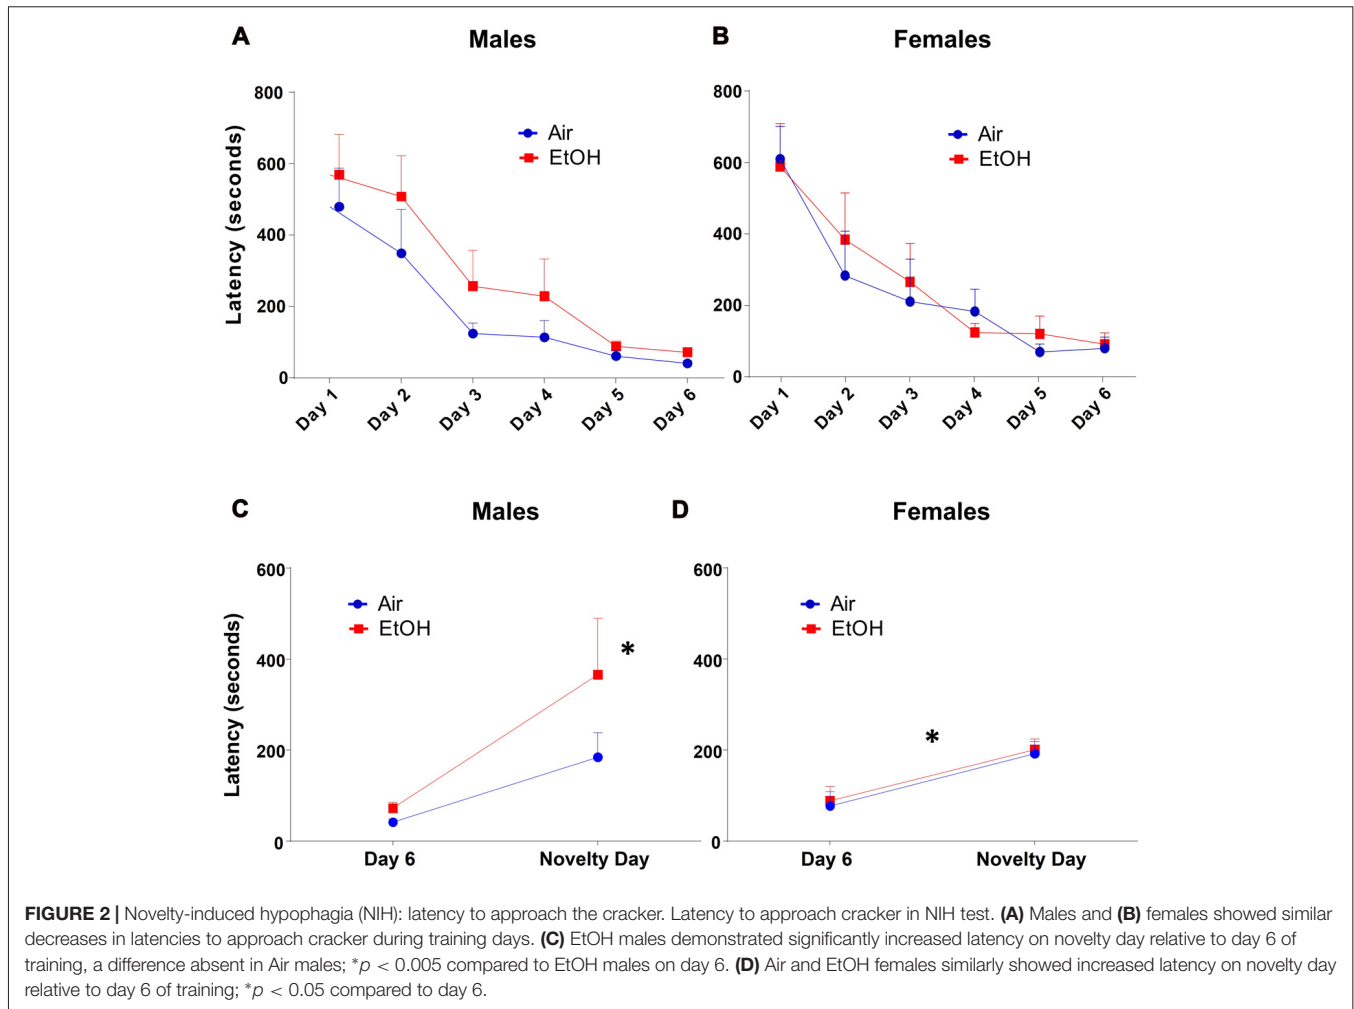 A
Males
B
Females
800
600
400
200
0
Latency (seconds)
Air
EtOH
Day 1
Day 2
Day 3
Day 4
Day 5
Day 6
800
600
400
200
0
Air
EtOH
Day 1
Day 2
Day 3
Day 4
Day 5
Day 6
C
Males
D
Females
600
400
200
0
Latency (seconds)
Air
EtOH
*
Day 6
Novelty Day
600
400
200
0
Air
EtOH
*
Day 6
Novelty Day
FIGURE 2 | Novelty-induced hypophagia (NIH): latency to approach the cracker. Latency to approach cracker in NIH test. (A) Males and (B) females showed similar
decreases in latencies to approach cracker during training days. (C) EtOH males demonstrated significantly increased latency on novelty day relative to day 6 of
training, a difference absent in Air males; *p < 0.005 compared to EtOH males on day 6. (D) Air and EtOH females similarly showed increased latency on novelty day
relative to day 6 of training; *p < 0.05 compared to day 6.